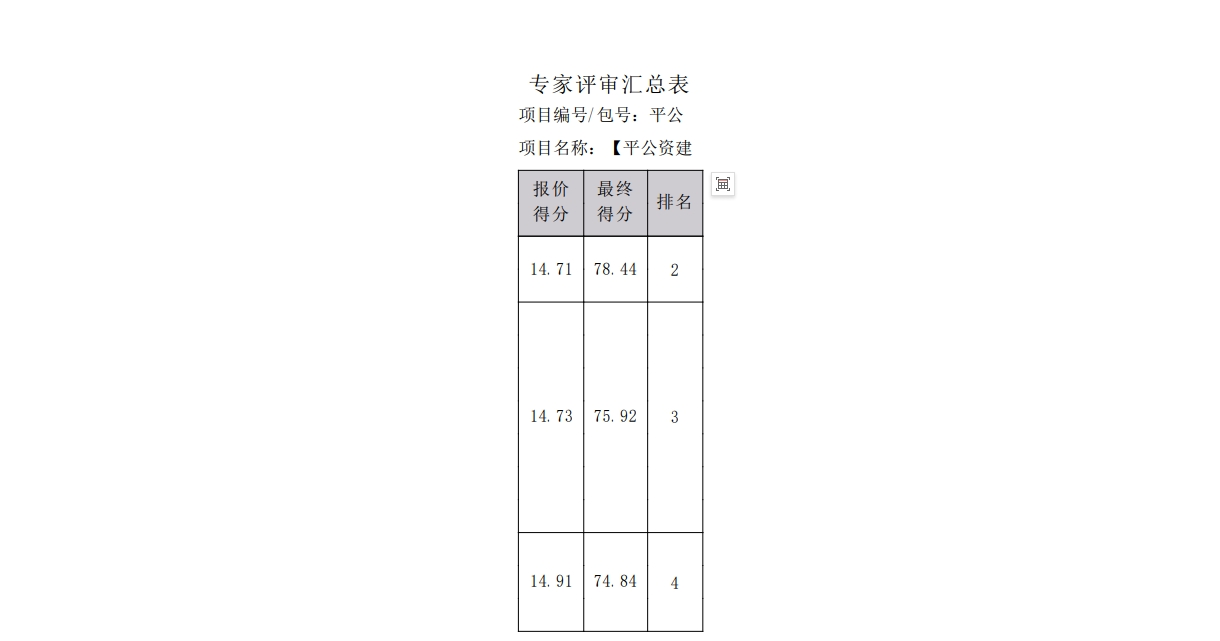 专家评审汇总表
项目编号/包号：平公
项目名称：【平公资建
报价得分 最终得分 排名
14.71 78.44 2
14.73 75.92 3
14.91 74.84 4